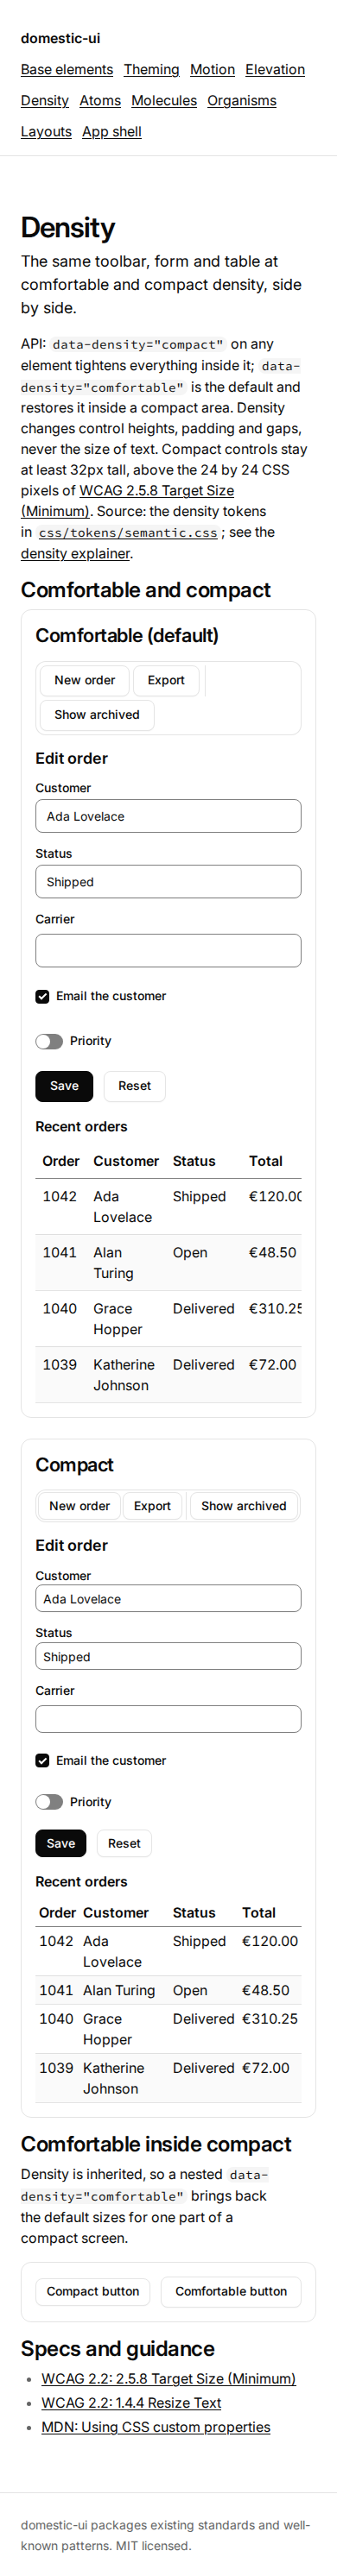 domestic-ui
Base elements Theming Motion Elevation
Density Atoms Molecules Organisms
Layouts App shell
Density
The same toolbar, form and table at
comfortable and compact density, side
by side.
API: data-density="compact" on any
element tightens everything inside it; data-
density="comfortable" is the default and
restores it inside a compact area. Density
changes control heights, padding and gaps,
never the size of text. Compact controls stay
at least 32px tall, above the 24 by 24 CSS
pixels of WCAG 2.5.8 Target Size
(Minimum). Source: the density tokens
in css/tokens/semantic.css; see the
density explainer.
Comfortable and compact
Comfortable (default)
New order Export
Show archived
Edit order
Customer
Ada Lovelace
Status
Shipped
Carrier
Email the customer
Priority
Save Reset
Recent orders
Order Customer Status Total
1042 Ada Shipped €120.00
Lovelace
1041 Alan Open €48.50
Turing
1040 Grace Delivered €310.25
Hopper
1039 Katherine Delivered €72.00
Johnson
Compact
New order Export Show archived
Edit order
Customer
Ada Lovelace
Status
Shipped
Carrier
Email the customer
Priority
Save Reset
Recent orders
Order Customer Status Total
1042 Ada Shipped €120.00
Lovelace
1041 Alan Turing Open €48.50
1040 Grace Delivered €310.25
Hopper
1039 Katherine Delivered €72.00
Johnson
Comfortable inside compact
Density is inherited, so a nested data-
density="comfortable" brings back
the default sizes for one part of a
compact screen.
Compact button Comfortable button
Specs and guidance
• WCAG 2.2: 2.5.8 Target Size (Minimum)
• WCAG 2.2: 1.4.4 Resize Text
• MDN: Using CSS custom properties
domestic-ui packages existing standards and well-
known patterns. MIT licensed.